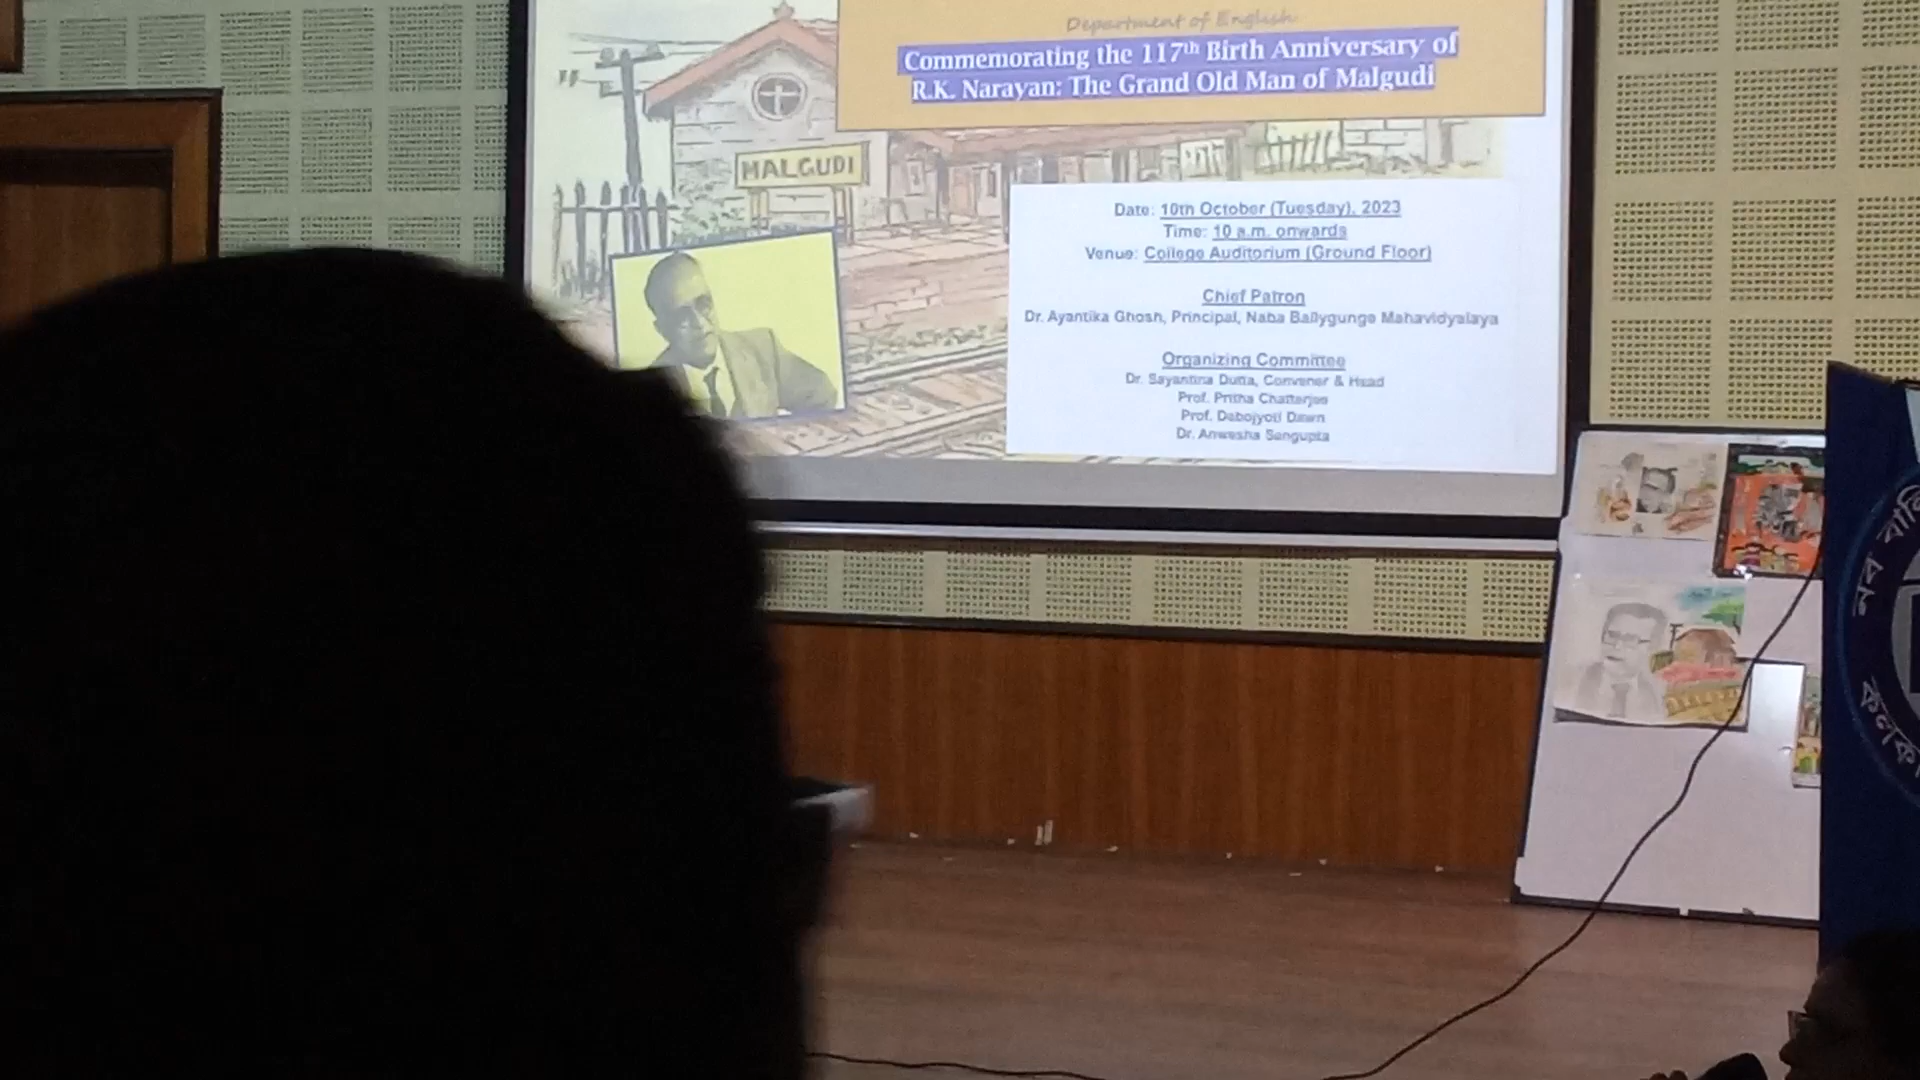 Department of English
Commemorating the 117th Birth Anniversary of
R.K. Narayan: The Grand Old Man of Malgudi
MALGUDI
Date: 10th October (Tuesday), 2023
Time: 10 a.m. onwards
Venue: College Auditorium (Ground Floor)
Chief Patron
Dr. Ayantika Ghosh, Principal, Naba Ballygunge Mahavidyalaya
Organizing Committee
Dr. Sayantina Dutta, Convener & Head
Prof. Pritha Chatterjee
Prof. Debojyoti Dawn
Dr. Anwesha Sengupta
নব বালি
কলকা